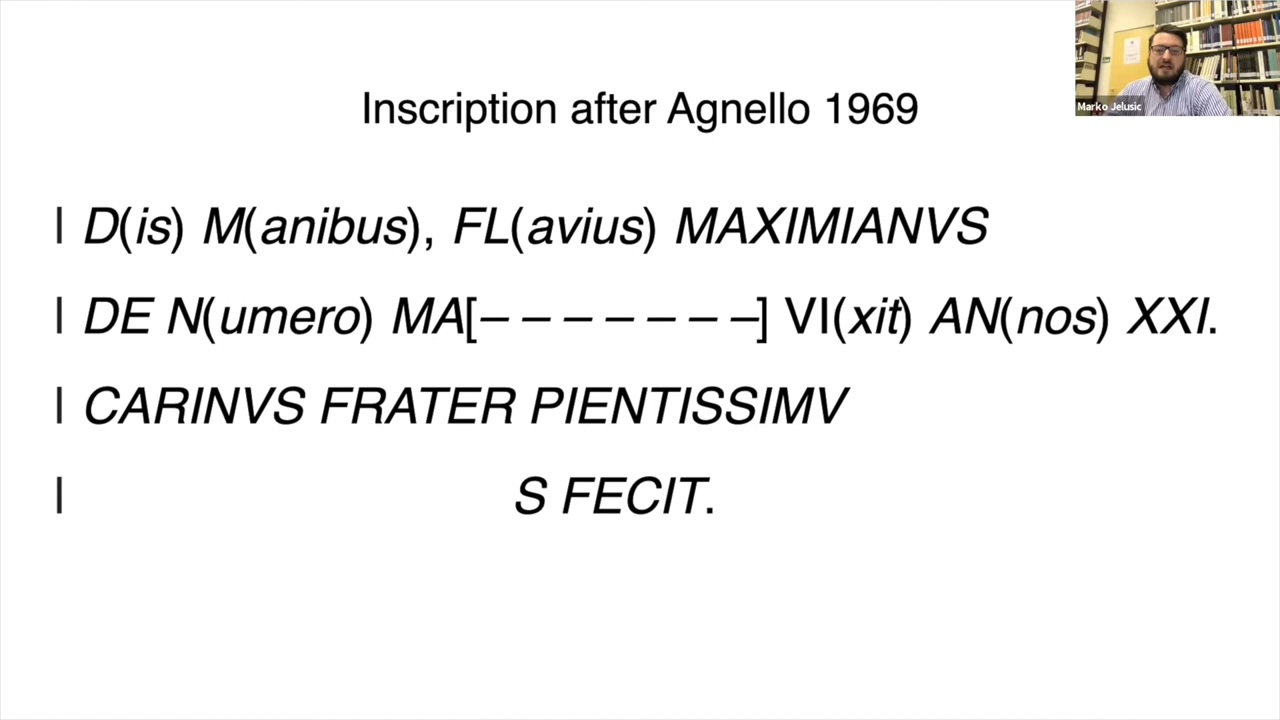 Inscription after Agnello 1969
Marko Jelusic
| D(is) M(anibus), FL(avius) MAXIMIANVS
| DE N(umero) MA[– – – – – – –] VI(xit) AN(nos) XXI.
| CARINVS FRATER PIENTISSIMV
| S FECIT.